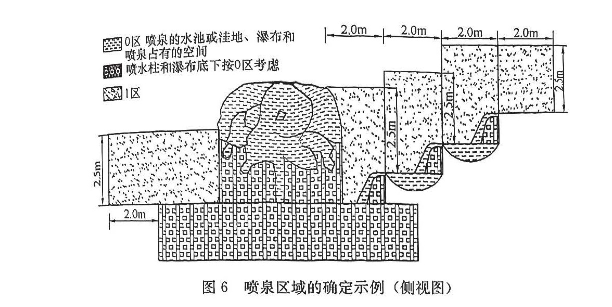 0区 喷泉的水池或洼地、瀑布和
喷泉占有的空间
喷水柱和瀑布底下按0区考虑
1区
2.0m 2.0m 2.0m 2.0m
2.5m
2.5m
2.5m
2.5m
2.5m
2.0m
图 6 喷泉区域的确定示例（侧视图）